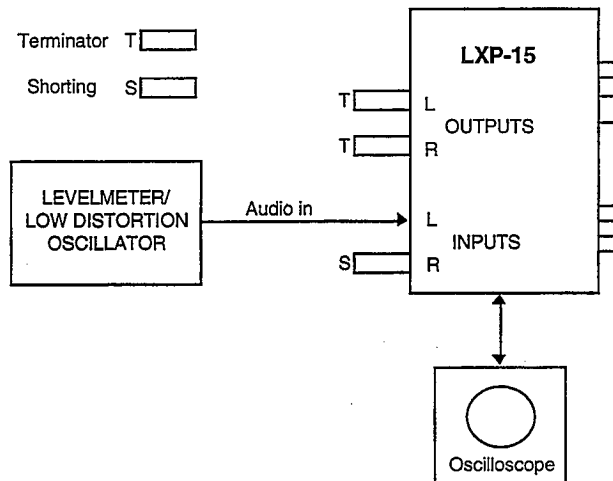 Terminator T
Shorting S
LXP-15
T L
OUTPUTS
T R
LEVELMETER/
LOW DISTORTION
OSCILLATOR
Audio in
L
INPUTS
S R
Oscilloscope